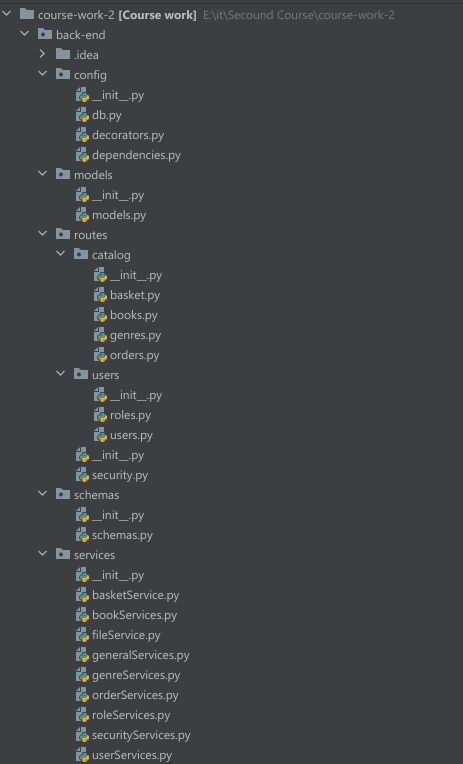 course-work-2 [Course work] E:\it\Secound Course\course-work-2
back-end
.idea
config
__init__.py
db.py
decorators.py
dependencies.py
models
__init__.py
models.py
routes
catalog
__init__.py
basket.py
books.py
genres.py
orders.py
users
__init__.py
roles.py
users.py
__init__.py
security.py
schemas
__init__.py
schemas.py
services
__init__.py
basketService.py
bookServices.py
fileService.py
generalServices.py
genreServices.py
orderServices.py
roleServices.py
securityServices.py
userServices.py